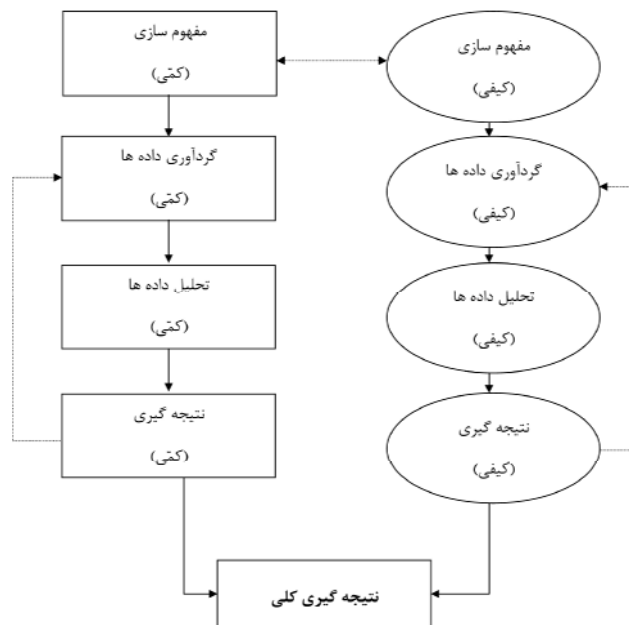 مفهوم سازی
(کیفی)
مفهوم سازی
(کمّی)
گردآوری داده ها
(کیفی)
گردآوری داده ها
(کمّی)
تحلیل داده ها
(کیفی)
تحلیل داده ها
(کمّی)
نتیجه گیری
(کیفی)
نتیجه گیری
(کمّی)
نتیجه گیری کلی